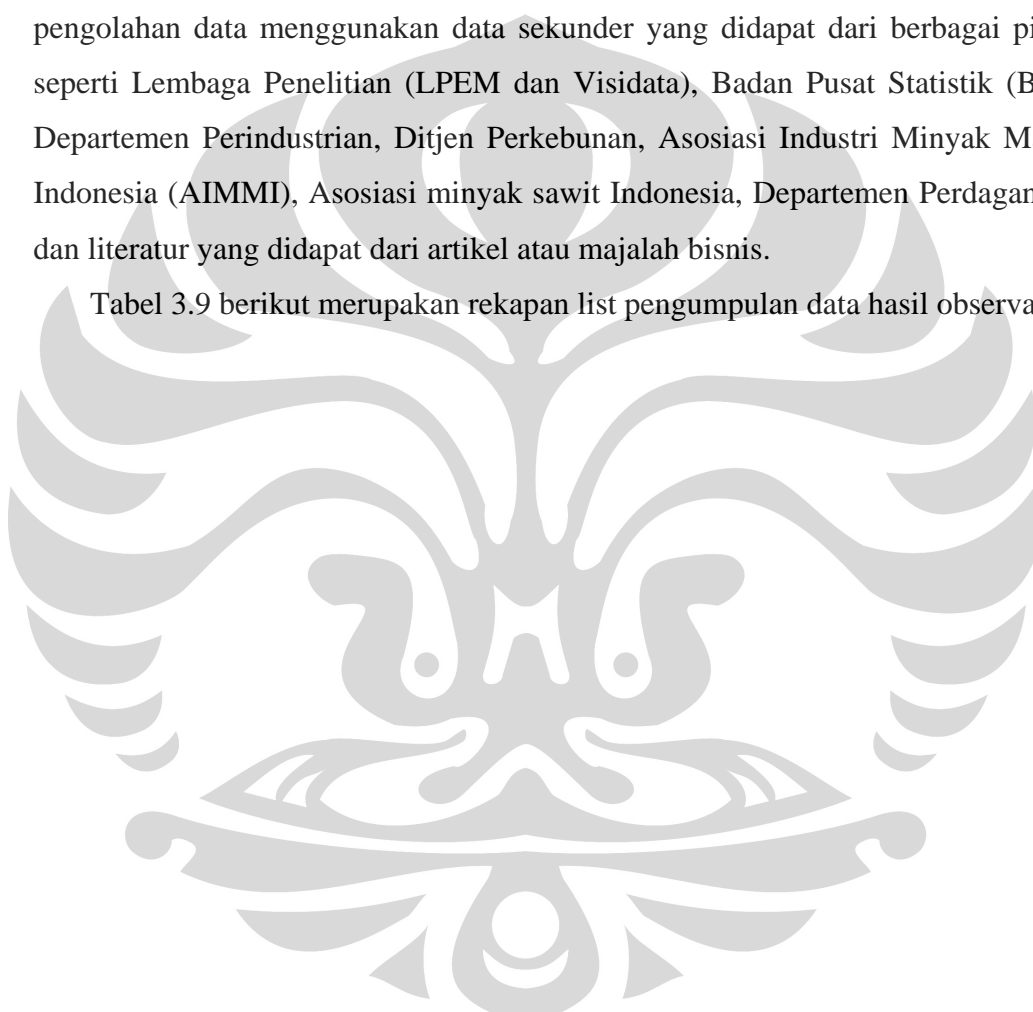 pengolahan data menggunakan data sekunder yang didapat dari berbagai pi
seperti Lembaga Penelitian (LPEM dan Visidata), Badan Pusat Statistik (B
Departemen Perindustrian, Ditjen Perkebunan, Asosiasi Industri Minyak M
Indonesia (AIMMI), Asosiasi minyak sawit Indonesia, Departemen Perdagan
dan literatur yang didapat dari artikel atau majalah bisnis.
Tabel 3.9 berikut merupakan rekapan list pengumpulan data hasil observa